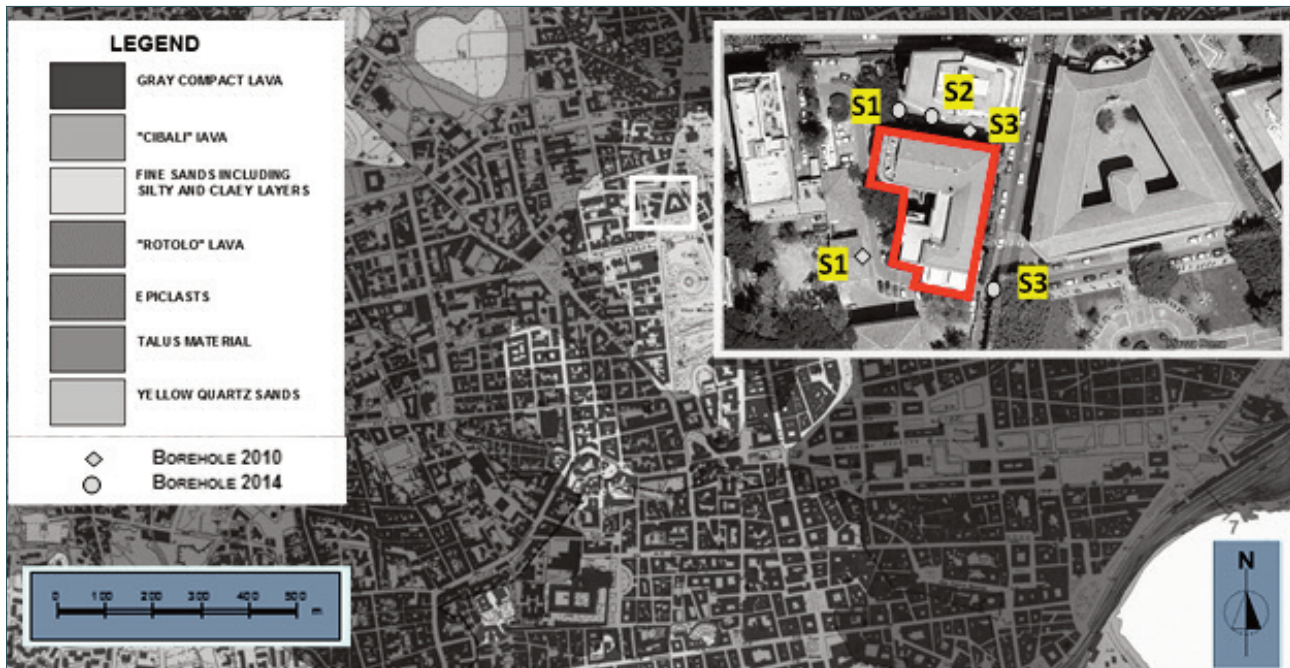 LEGEND
GRAY COMPACT LAVA
"CIBALI" lAVA
FINE SANDS INCLUDING
SILTY AND CLAEY LAYERS
"ROTOLO" LAVA
EPICLASTS
TALUS MATERIAL
YELLOW QUARTZ SANDS
BOREHOLE 2010
BOREHOLE 2014
S1
S2
S3
S1
S3
0 100 200 300 400 500
m
7
N